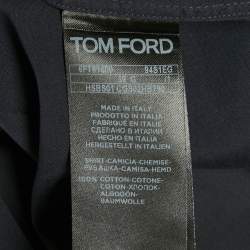 TOM FORD
94S1EG
MADE IN ITALY
PRODOTTO IN ITALIA
FABRIQUÉ EN ITALIE
СДЕЛАНО В ИТАЛИИ
HECHO EN ITALIA
HERGESTELLT IN ITALIEN
SHIRT-CAMICIA-CHEMISE-
РУБАШКА-CAMISA-HEMD
100% COTTON-COTONE-
COTON-ХЛОПОК-
ALGODÓN-
BAUMWOLLE